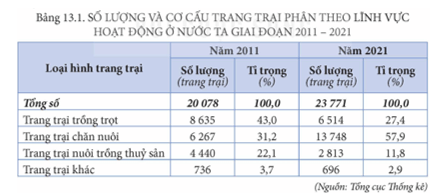 Bảng 13.1. SỐ LƯỢNG VÀ CƠ CẤU TRANG TRẠI PHÂN THEO LĨNH VỰC
HOẠT ĐỘNG Ở NƯỚC TA GIAI ĐOẠN 2011 – 2021
Loại hình trang trại Năm 2011 Năm 2021
Số lượng (trang trại) Tỉ trọng (%) Số lượng (trang trại) Tỉ trọng (%)
Tổng số 20 078 100,0 23 771 100,0
Trang trại trồng trọt 8 635 43,0 6 514 27,4
Trang trại chăn nuôi 6 267 31,2 13 748 57,9
Trang trại nuôi trồng thuỷ sản 4 440 22,1 2 813 11,8
Trang trại khác 736 3,7 696 2,9
(Nguồn: Tổng cục Thống kê)